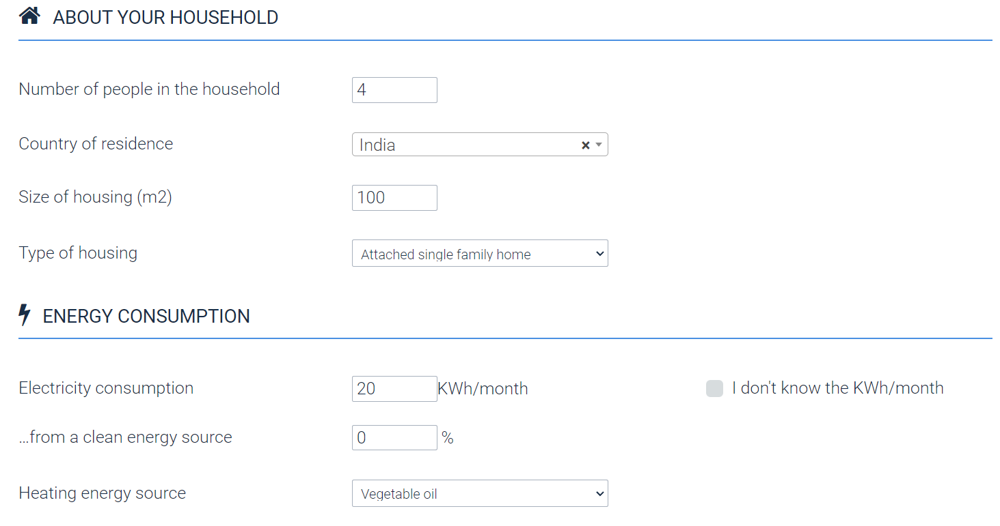 ABOUT YOUR HOUSEHOLD
Number of people in the household 4
Country of residence India × 
Size of housing (m2) 100
Type of housing Attached single family home
ENERGY CONSUMPTION
Electricity consumption 20 KWh/month I don't know the KWh/month
...from a clean energy source 0 %
Heating energy source Vegetable oil